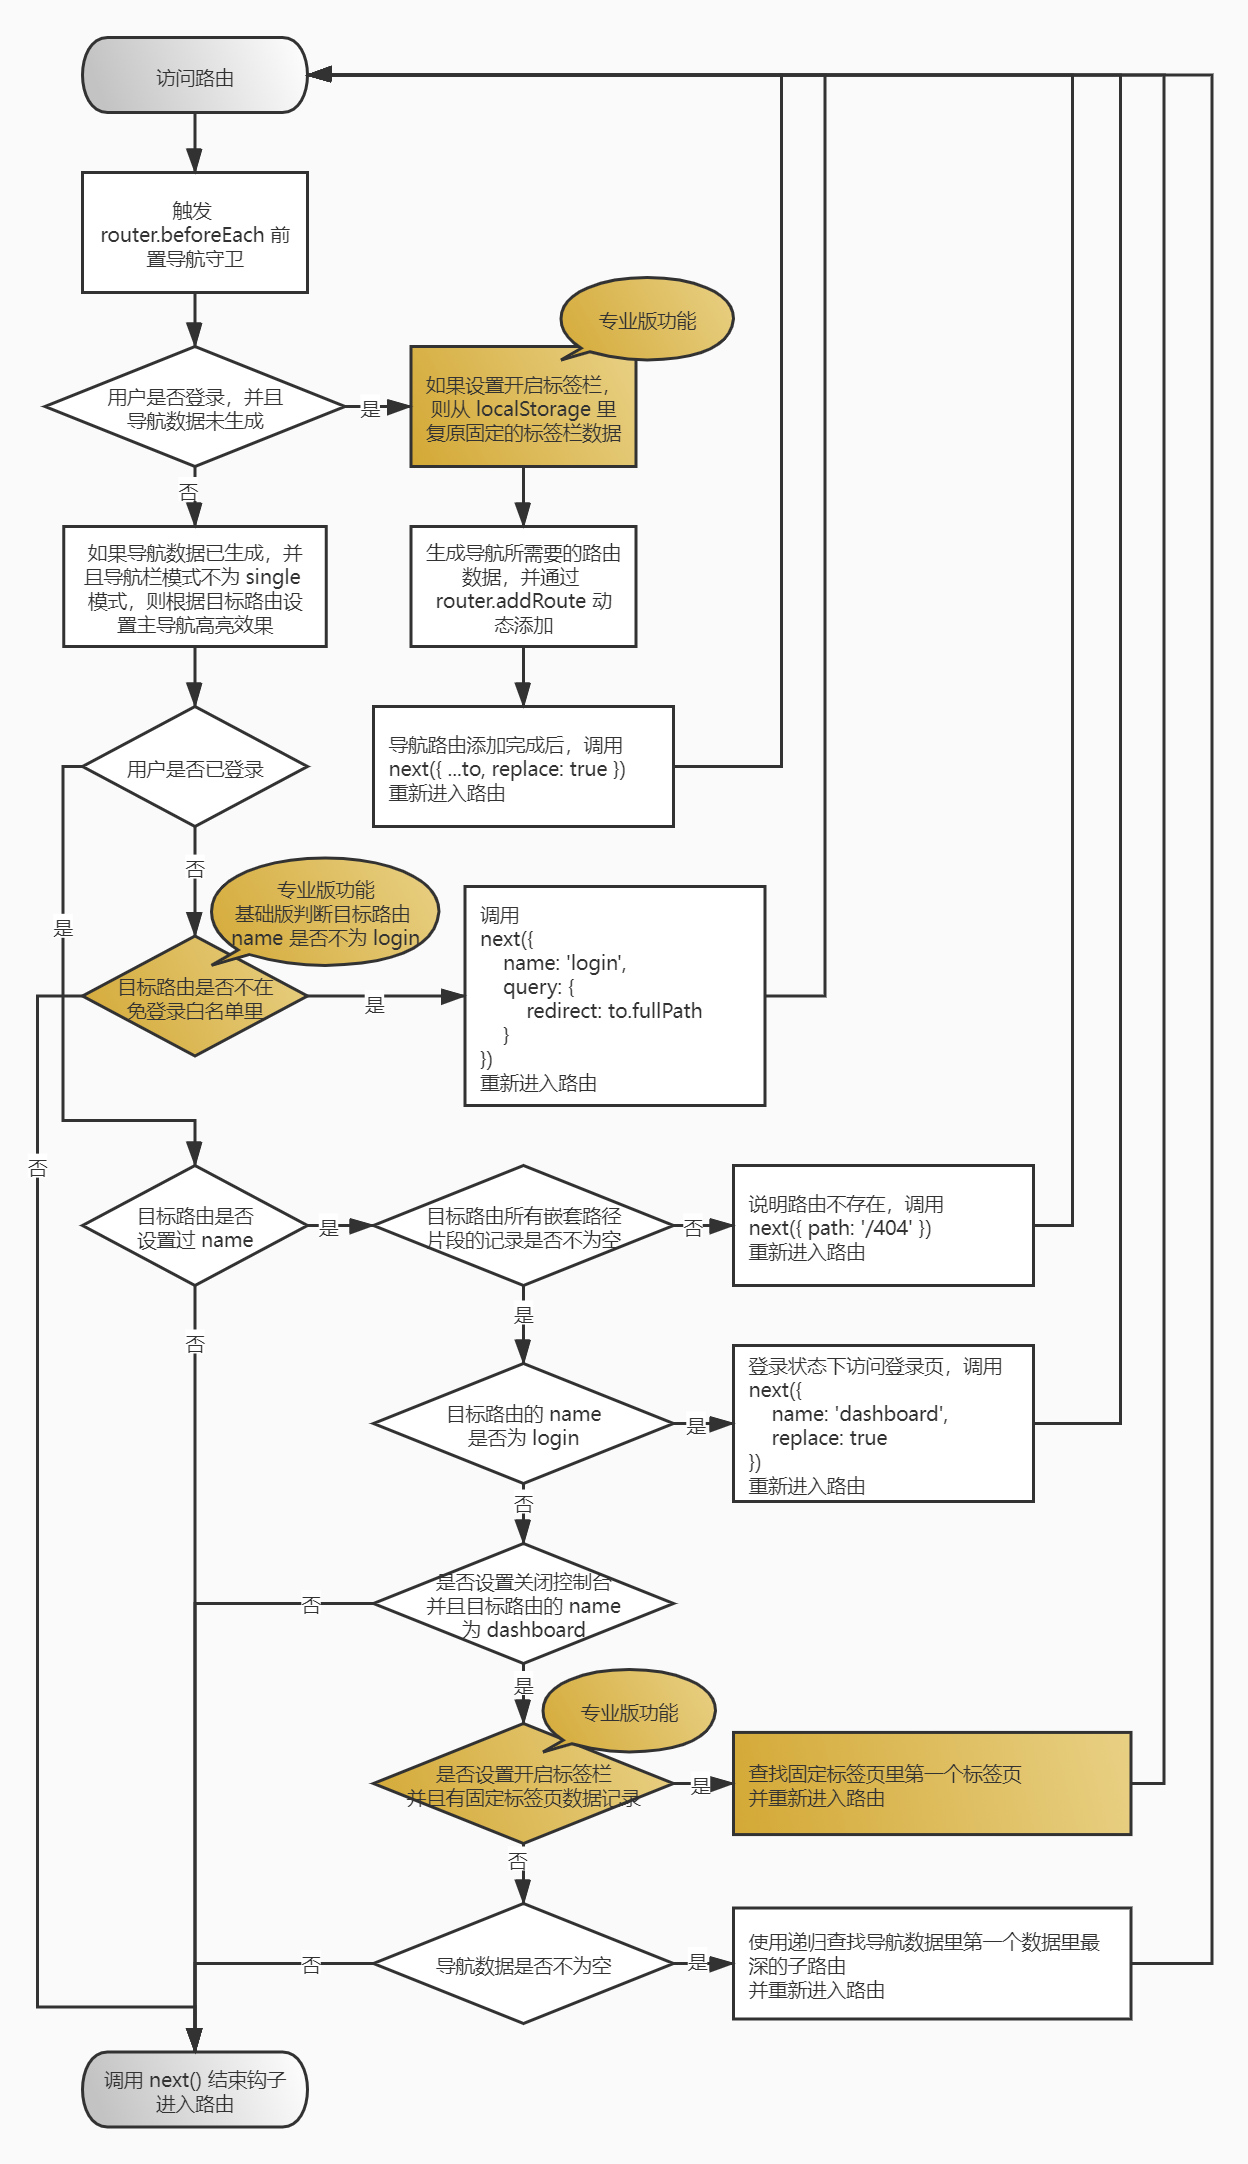 访问路由
触发
router.beforeEach 前
置导航守卫
专业版功能
用户是否登录，并且
导航数据未生成
是
如果设置开启标签栏，
则从 localStorage 里
复原固定的标签栏数据
否
如果导航数据已生成，并
且导航栏模式不为 single
模式，则根据目标路由设
置主导航高亮效果
生成导航所需要的路由
数据，并通过
router.addRoute 动
态添加
用户是否已登录
导航路由添加完成后，调用
next({ ...to, replace: true })
重新进入路由
否
是
专业版功能
基础版判断目标路由
name 是否不为 login
目标路由是否不在
免登录白名单里
是
调用
next({
name: 'login',
query: {
redirect: to.fullPath
}
})
重新进入路由
否
目标路由是否
设置过 name
是
目标路由所有嵌套路径
片段的记录是否不为空
否
说明路由不存在，调用
next({ path: '/404' })
重新进入路由
否
是
目标路由的 name
是否为 login
是
登录状态下访问登录页，调用
next({
name: 'dashboard',
replace: true
})
重新进入路由
否
是否设置关闭控制台
并且目标路由的 name
为 dashboard
否
是
专业版功能
是否设置开启标签栏
并且有固定标签页数据记录
是
查找固定标签页里第一个标签页
并重新进入路由
否
导航数据是否不为空
否
是
使用递归查找导航数据里第一个数据里最
深的子路由
并重新进入路由
调用 next() 结束钩子
进入路由